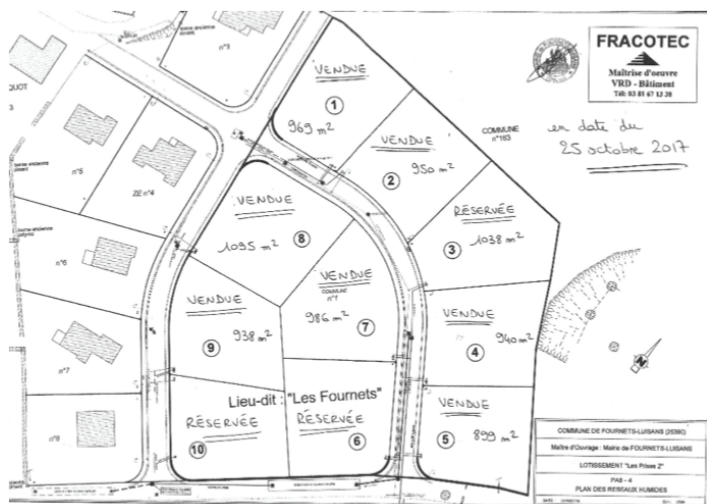 n°3
FRACOTEC
Maîtrise d'oeuvre
VRD - Bâtiment
Tél: 03 81 67 13 20
en date du
25 octobre 2017
COMMUNE
n°163
VENDUE
1
969 m²
VENDUE
2
950 m²
RÉSERVÉE
3
1038 m²
VENDUE
4
940 m²
VENDUE
5
899 m²
RÉSERVÉE
6
VENDUE
COMMUNE
n°1
986 m²
7
VENDUE
8
1095 m²
VENDUE
9
938 m²
Lieu-dit : "Les Fournets"
RÉSERVÉE
10
QUOT
3
n°5
ZE n°4
n°6
n°7
n°8
N
COMMUNE DE FOURNETS-LUISANS (25390)
Maître d'Ouvrage : Mairie de FOURNETS-LUISANS
LOTISSEMENT "Les Prises 2"
PA8 - 4
PLAN DES RESEAUX HUMIDES